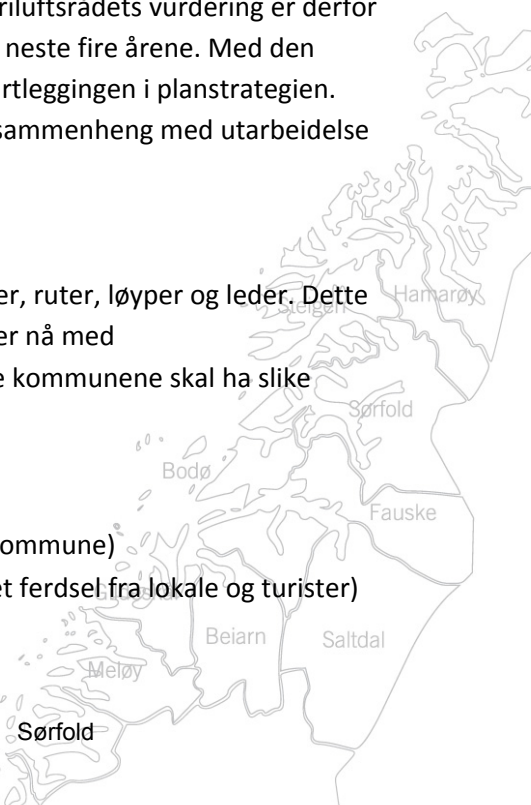 riluftsrådets vurdering er derfor
neste fire årene. Med den
artleggingen i planstrategien.
sammenheng med utarbeidelse
er, ruter, løyper og leder. Dette
Hamarøy
Steigen
er nå med
e kommunene skal ha slike
Sørfold
Bodø
Fauske
ommune)
et ferdsel fra lokale og turister)
Beiarn
Saltdal
Meløy
Sørfold